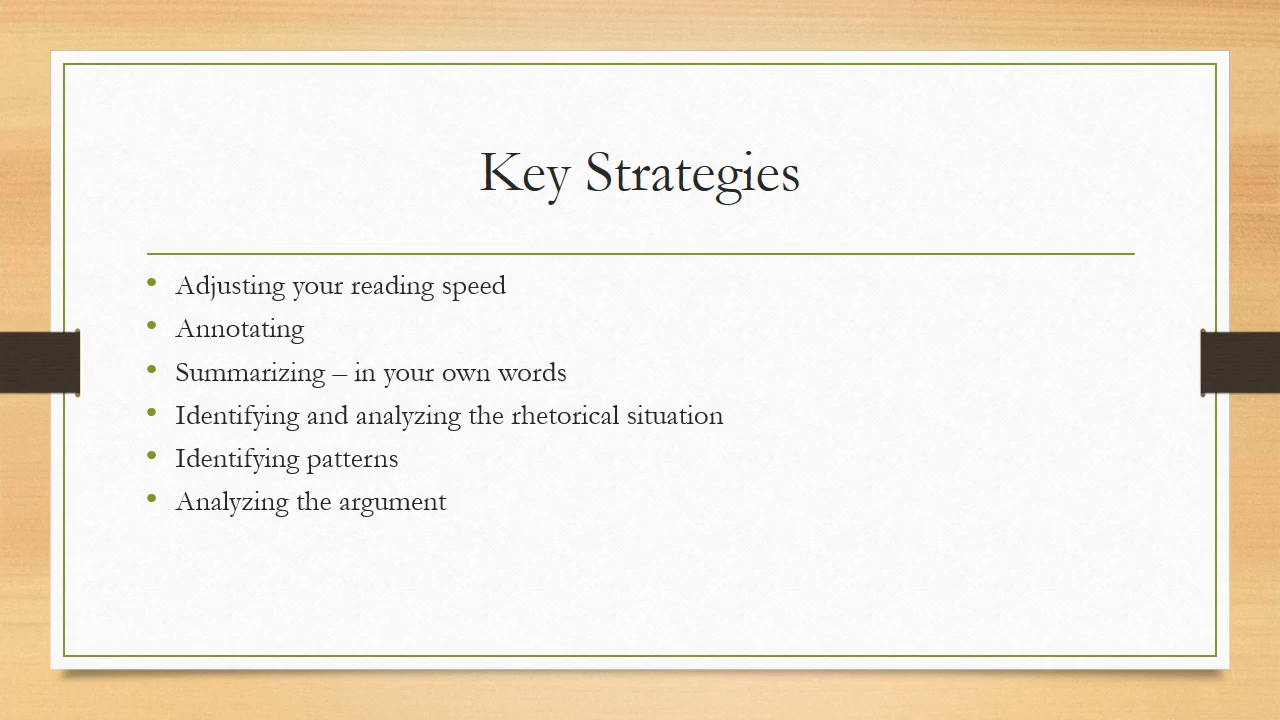 Key Strategies
• Adjusting your reading speed
• Annotating
• Summarizing – in your own words
• Identifying and analyzing the rhetorical situation
• Identifying patterns
• Analyzing the argument